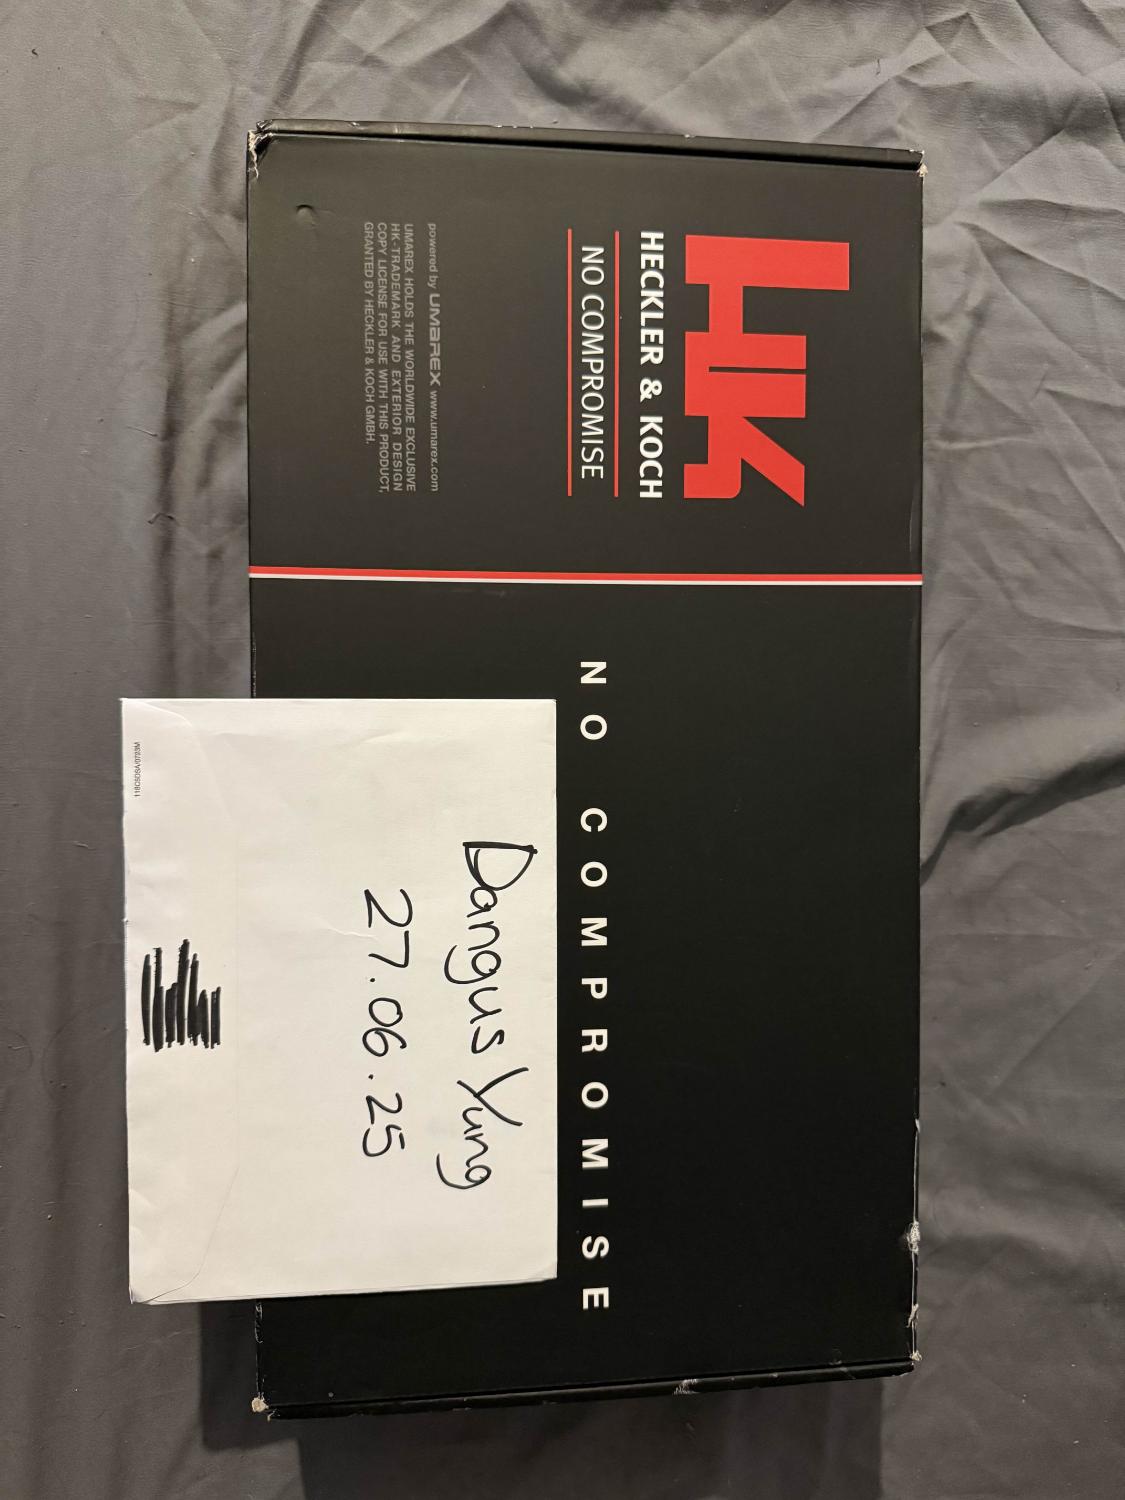 HK
HECKLER & KOCH
NO COMPROMISE
powered by UMAREX www.umarex.com
UMAREX HOLDS THE WORLDWIDE EXCLUSIVE
HK-TRADEMARK AND EXTERIOR DESIGN
COPY LICENSE FOR USE WITH THIS PRODUCT,
GRANTED BY HECKLER & KOCH GMBH.
NO COMPROMISE
Dangus Yung
27.06.25